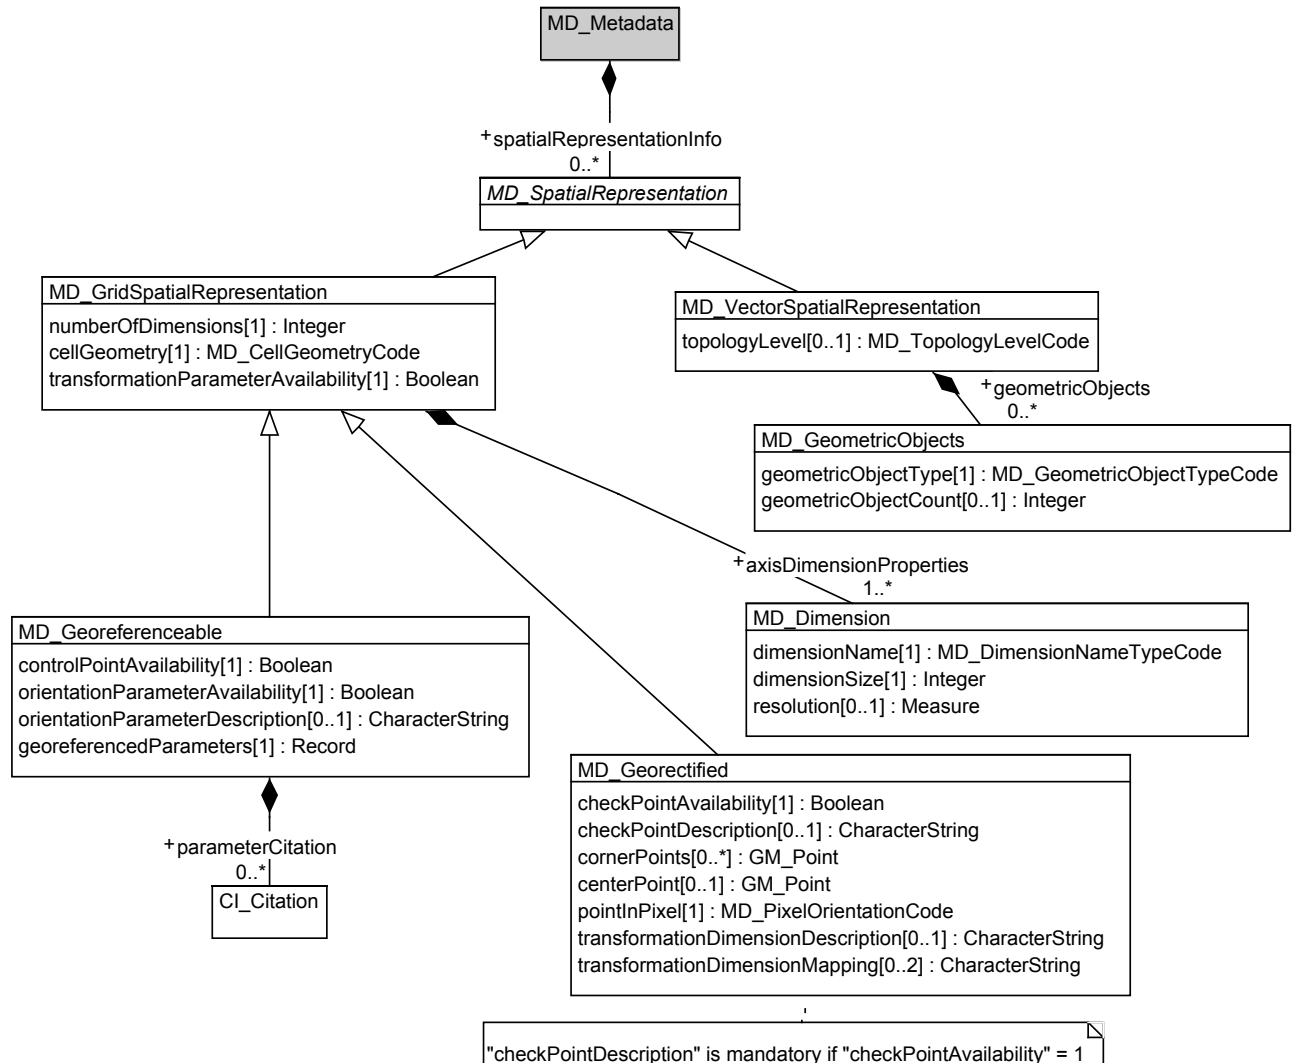 MD_Metadata
+spatialRepresentationInfo
0..*
MD_SpatialRepresentation
MD_GridSpatialRepresentation
numberOfDimensions[1] : Integer
cellGeometry[1] : MD_CellGeometryCode
transformationParameterAvailability[1] : Boolean
MD_VectorSpatialRepresentation
topologyLevel[0..1] : MD_TopologyLevelCode
+geometricObjects
0..*
MD_GeometricObjects
geometricObjectType[1] : MD_GeometricObjectTypeCode
geometricObjectCount[0..1] : Integer
+axisDimensionProperties
1..*
MD_Dimension
dimensionName[1] : MD_DimensionNameTypeCode
dimensionSize[1] : Integer
resolution[0..1] : Measure
MD_Georeferenceable
controlPointAvailability[1] : Boolean
orientationParameterAvailability[1] : Boolean
orientationParameterDescription[0..1] : CharacterString
georeferencedParameters[1] : Record
+parameterCitation
0..*
CI_Citation
MD_Georectified
checkPointAvailability[1] : Boolean
checkPointDescription[0..1] : CharacterString
cornerPoints[0..*] : GM_Point
centerPoint[0..1] : GM_Point
pointInPixel[1] : MD_PixelOrientationCode
transformationDimensionDescription[0..1] : CharacterString
transformationDimensionMapping[0..2] : CharacterString
"checkPointDescription" is mandatory if "checkPointAvailability" = 1